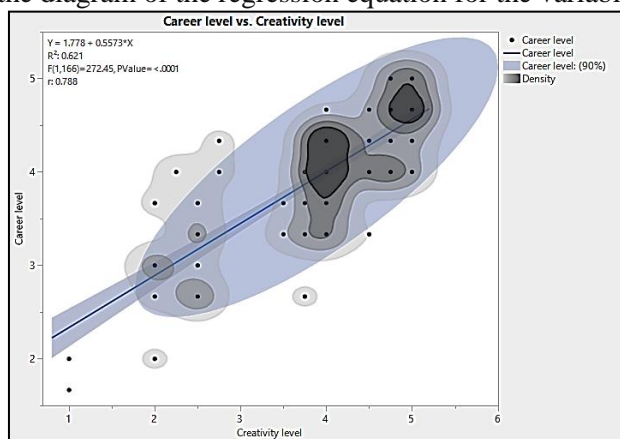 the diagram of the regression equation for the variabl
Career level vs. Creativity level
Y = 1.778 + 0.5573*X
R²: 0.621
F(1,166)=272.45, PValue= <.0001
r: 0.788
Career level
Career level
Career level: (90%)
Density
5
4
3
2
Career level
1 2 3 4 5 6
Creativity level